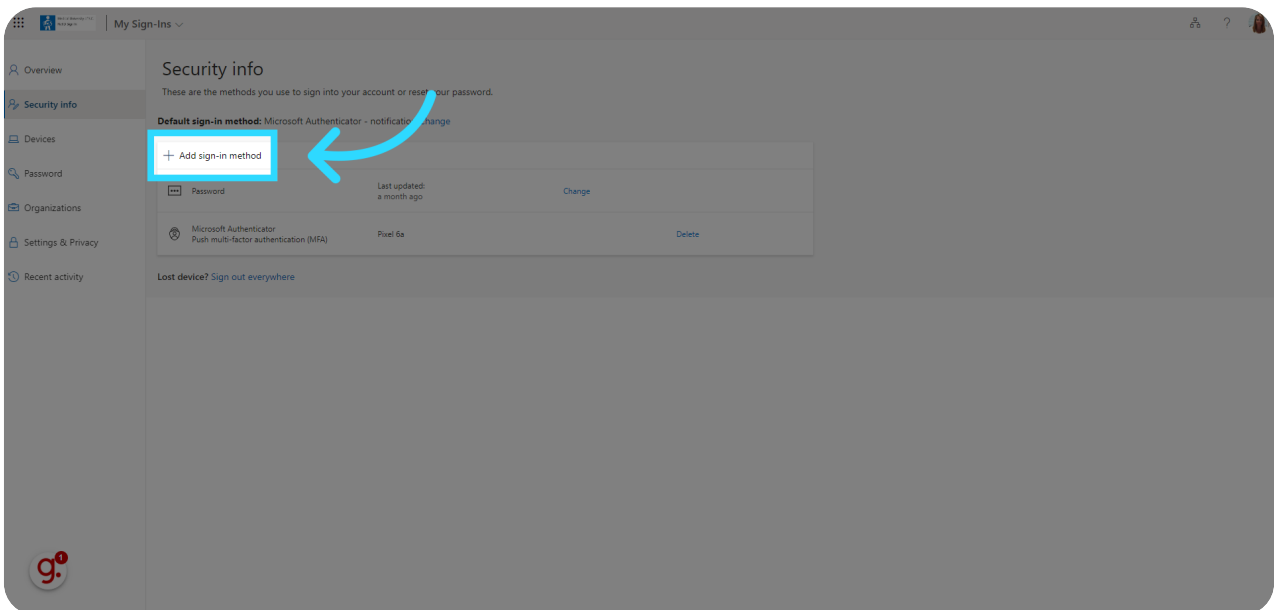 My Sign-Ins
?
Overview
Security info
Devices
Password
Organizations
Settings & Privacy
Recent activity
Security info
These are the methods you use to sign into your account or reset your password.
Default sign-in method: Microsoft Authenticator - notification
+ Add sign-in method
Password
Last updated:
a month ago
Change
Microsoft Authenticator
Push multi-factor authentication (MFA)
Pixel 6a
Delete
Lost device? Sign out everywhere
g.
1